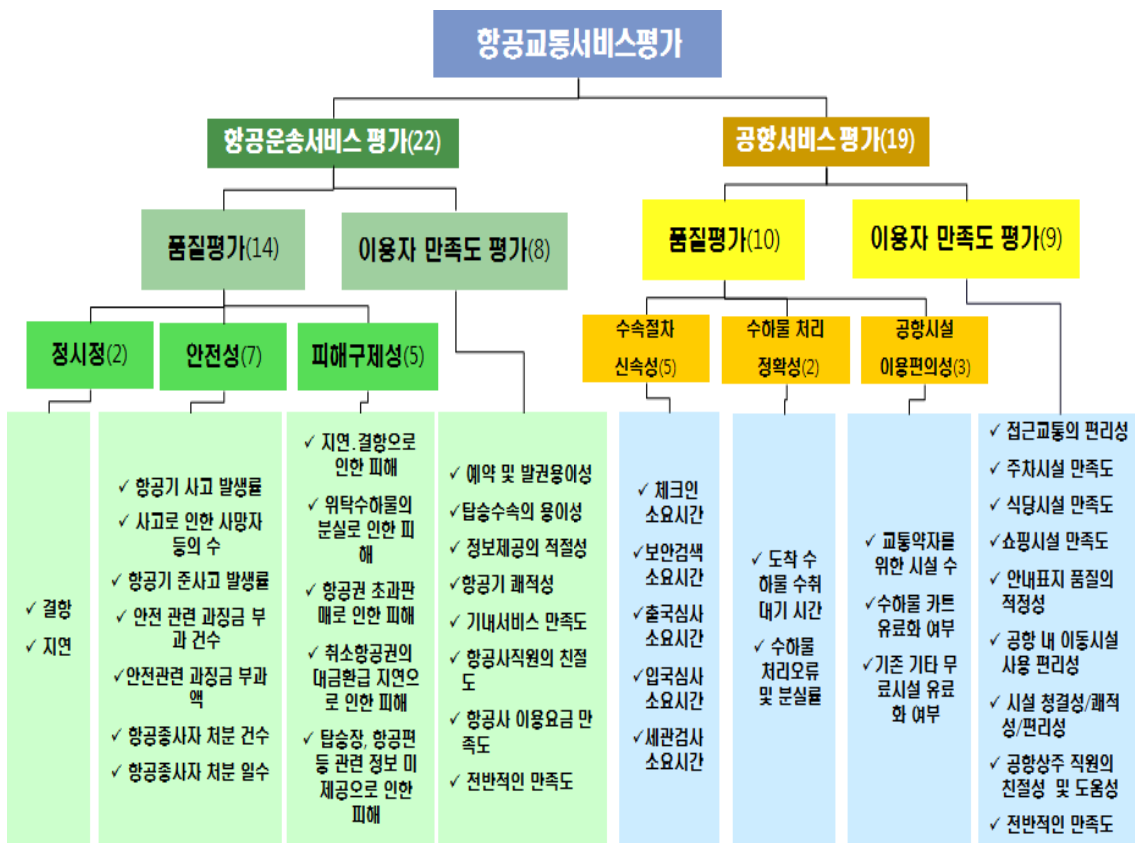 항공교통서비스평가
항공운송서비스 평가(22)
공항서비스 평가(19)
품질평가(14)
이용자 만족도 평가(8)
품질평가(10)
이용자 만족도 평가(9)
정시정(2)
안전성(7)
피해구제성(5)
수속절차
신속성(5)
수하물 처리
정확성(2)
공항시설
이용편의성(3)
✓ 결항
✓ 지연
✓ 항공기 사고 발생률
✓ 사고로 인한 사망자
등의 수
✓ 항공기 준사고 발생률
✓ 안전 관련 과징금 부
과 건수
✓안전관련 과징금 부과
액
✓ 항공종사자 처분 건수
✓ 항공종사자 처분 일수
✓ 지연.결항으로
인한 피해
✓ 위탁수하물의
분실로 인한 피
해
✓ 항공권 초과판
매로 인한 피해
✓ 취소항공권의
대금환급 지연으
로 인한 피해
✓ 탑승장, 항공편
등 관련 정보 미
제공으로 인한
피해
✓ 예약 및 발권용이성
✓탑승수속의 용이성
✓ 정보제공의 적절성
✓항공기 쾌적성
✓ 기내서비스 만족도
✓ 항공사직원의 친절
도
✓ 항공사 이용요금 만
족도
✓ 전반적인 만족도
✓ 체크인
소요시간
✓보안검색
소요시간
✓출국심사
소요시간
✓입국심사
소요시간
✓세관검사
소요시간
✓ 도착 수
하물 수취
대기 시간
✓ 수하물
처리오류
및 분실률
✓ 교통약자를
위한 시설 수
✓수하물 카트
유료화 여부
✓기존 기타 무
료시설 유료
화 여부
✓ 접근교통의 편리성
✓ 주차시설 만족도
✓ 식당시설 만족도
✓쇼핑시설 만족도
✓ 안내표지 품질의
적정성
✓ 공항 내 이동시설
사용 편리성
✓ 시설 청결성/쾌적
성/편리성
✓ 공항상주 직원의
친절성 및 도움성
✓ 전반적인 만족도